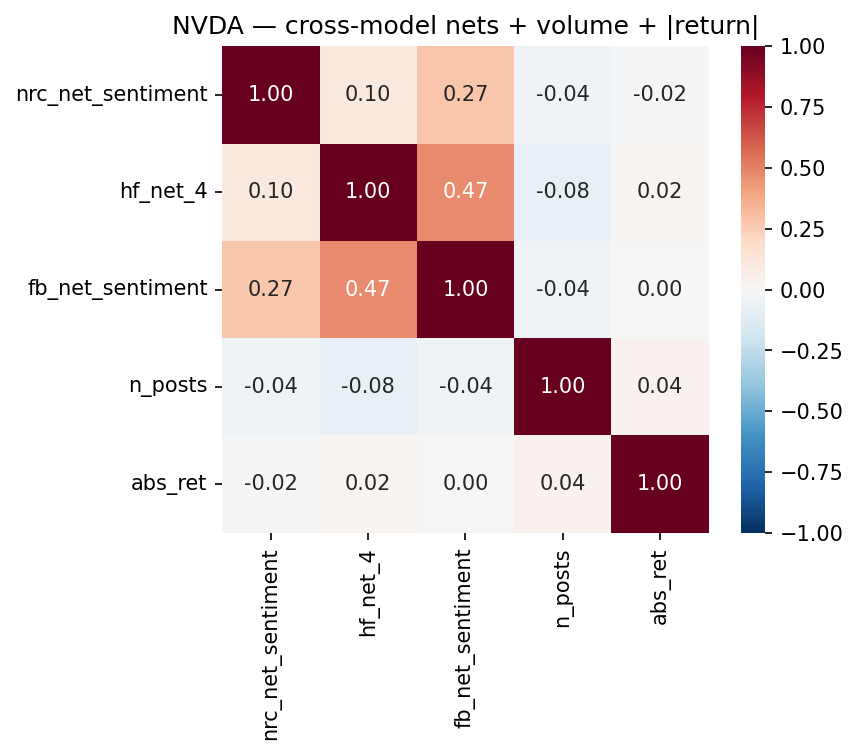 NVDA — cross-model nets + volume + |return|
nrc_net_sentiment 1.00 0.10 0.27 -0.04 -0.02
hf_net_4 0.10 1.00 0.47 -0.08 0.02
fb_net_sentiment 0.27 0.47 1.00 -0.04 0.00
n_posts -0.04 -0.08 -0.04 1.00 0.04
abs_ret -0.02 0.02 0.00 0.04 1.00
nrc_net_sentiment
hf_net_4
fb_net_sentiment
n_posts
abs_ret
1.00
0.75
0.50
0.25
0.00
−0.25
−0.50
−0.75
−1.00